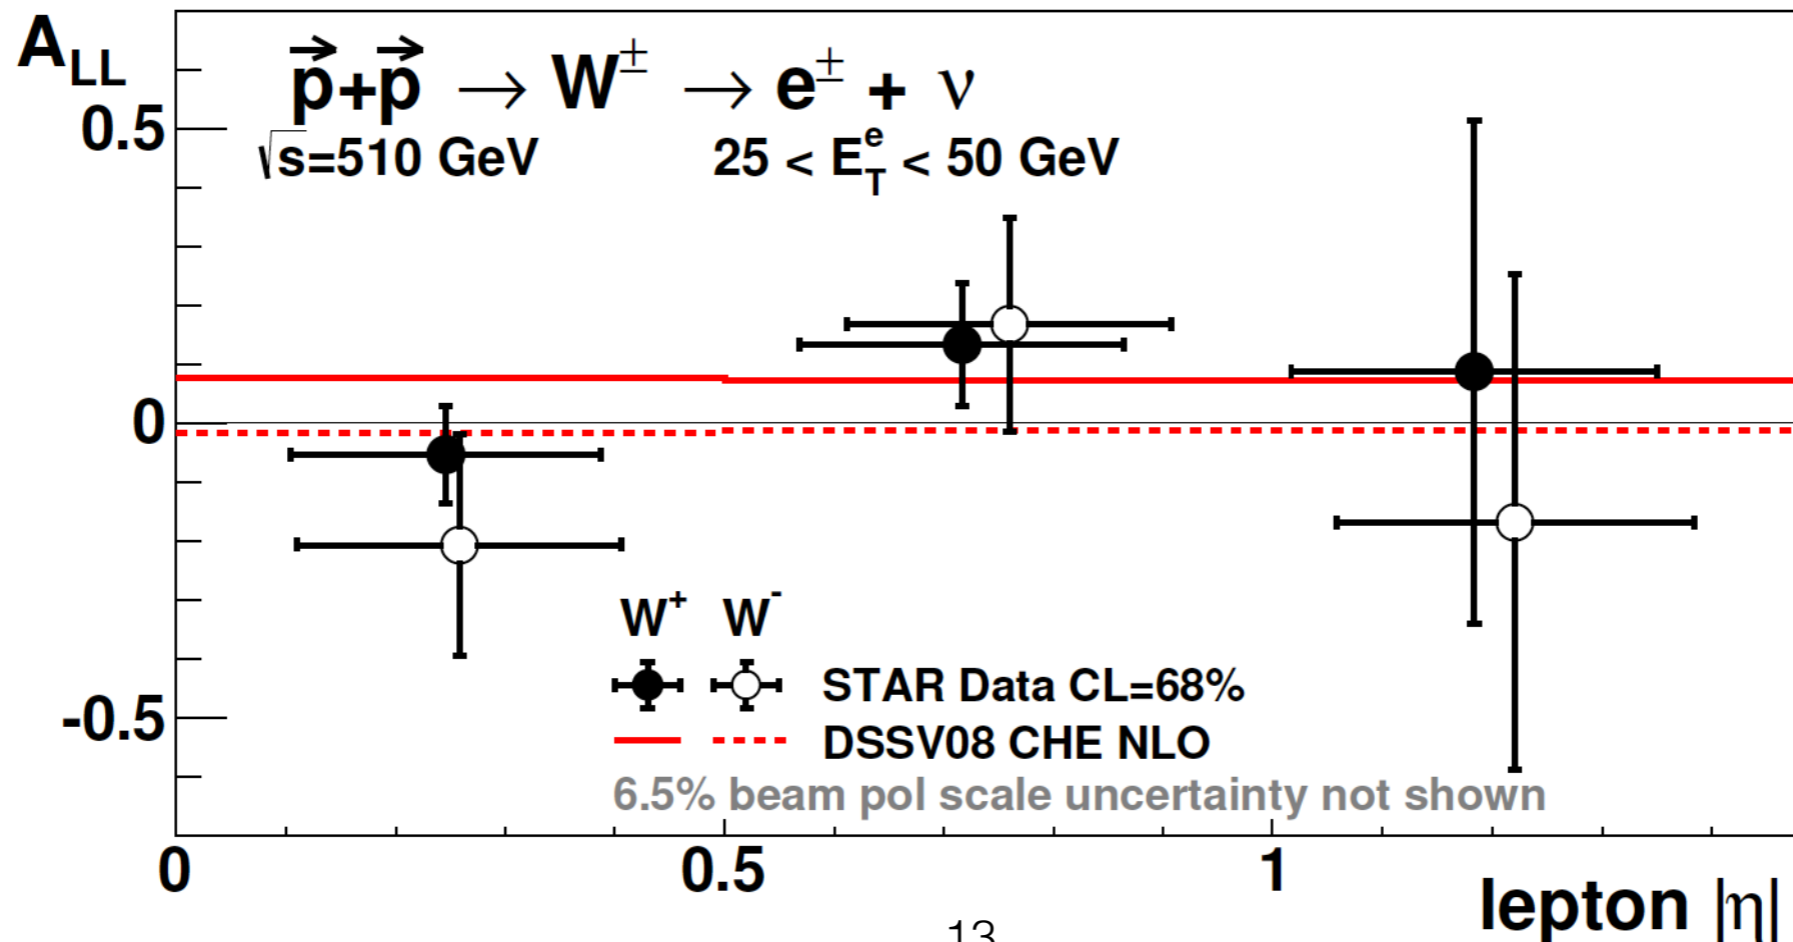 A_LL
p+p → W^± → e^± + ν
√s=510 GeV 25 < E_T^e < 50 GeV
0.5
0
-0.5
W^+ W^-
STAR Data CL=68%
DSSV08 CHE NLO
6.5% beam pol scale uncertainty not shown
0 0.5 1
lepton |η|
13